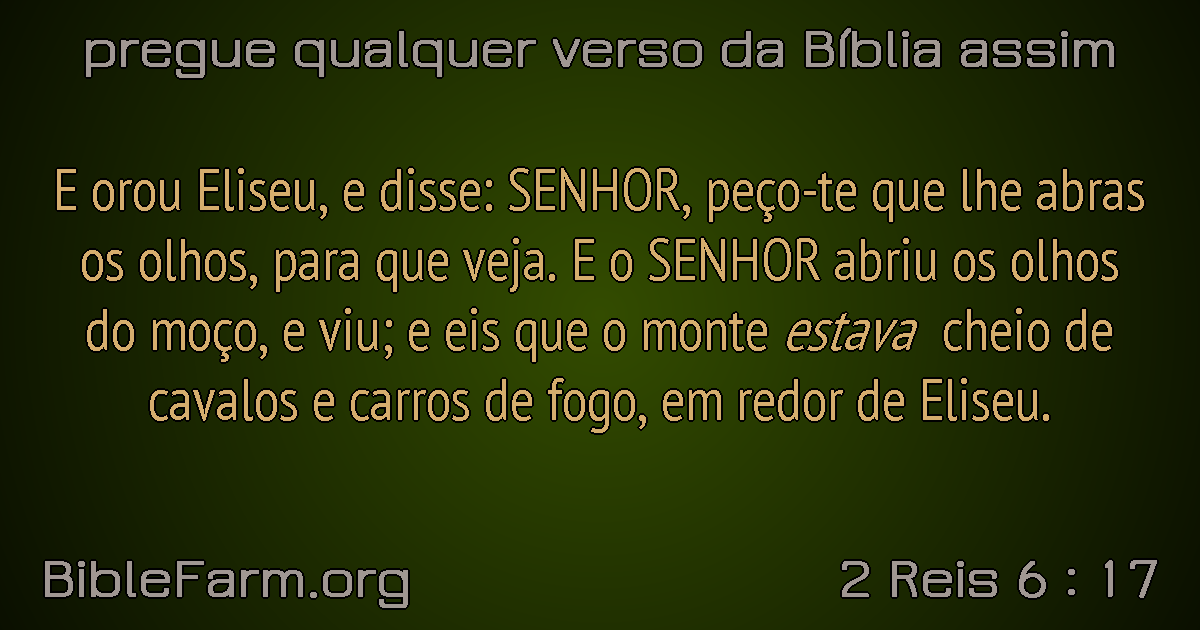 pregue qualquer verso da Bíblia assim
E orou Eliseu, e disse: SENHOR, peço-te que lhe abras
os olhos, para que veja. E o SENHOR abriu os olhos
do moço, e viu; e eis que o monte estava cheio de
cavalos e carros de fogo, em redor de Eliseu.
BibleFarm.org
2 Reis 6 : 17